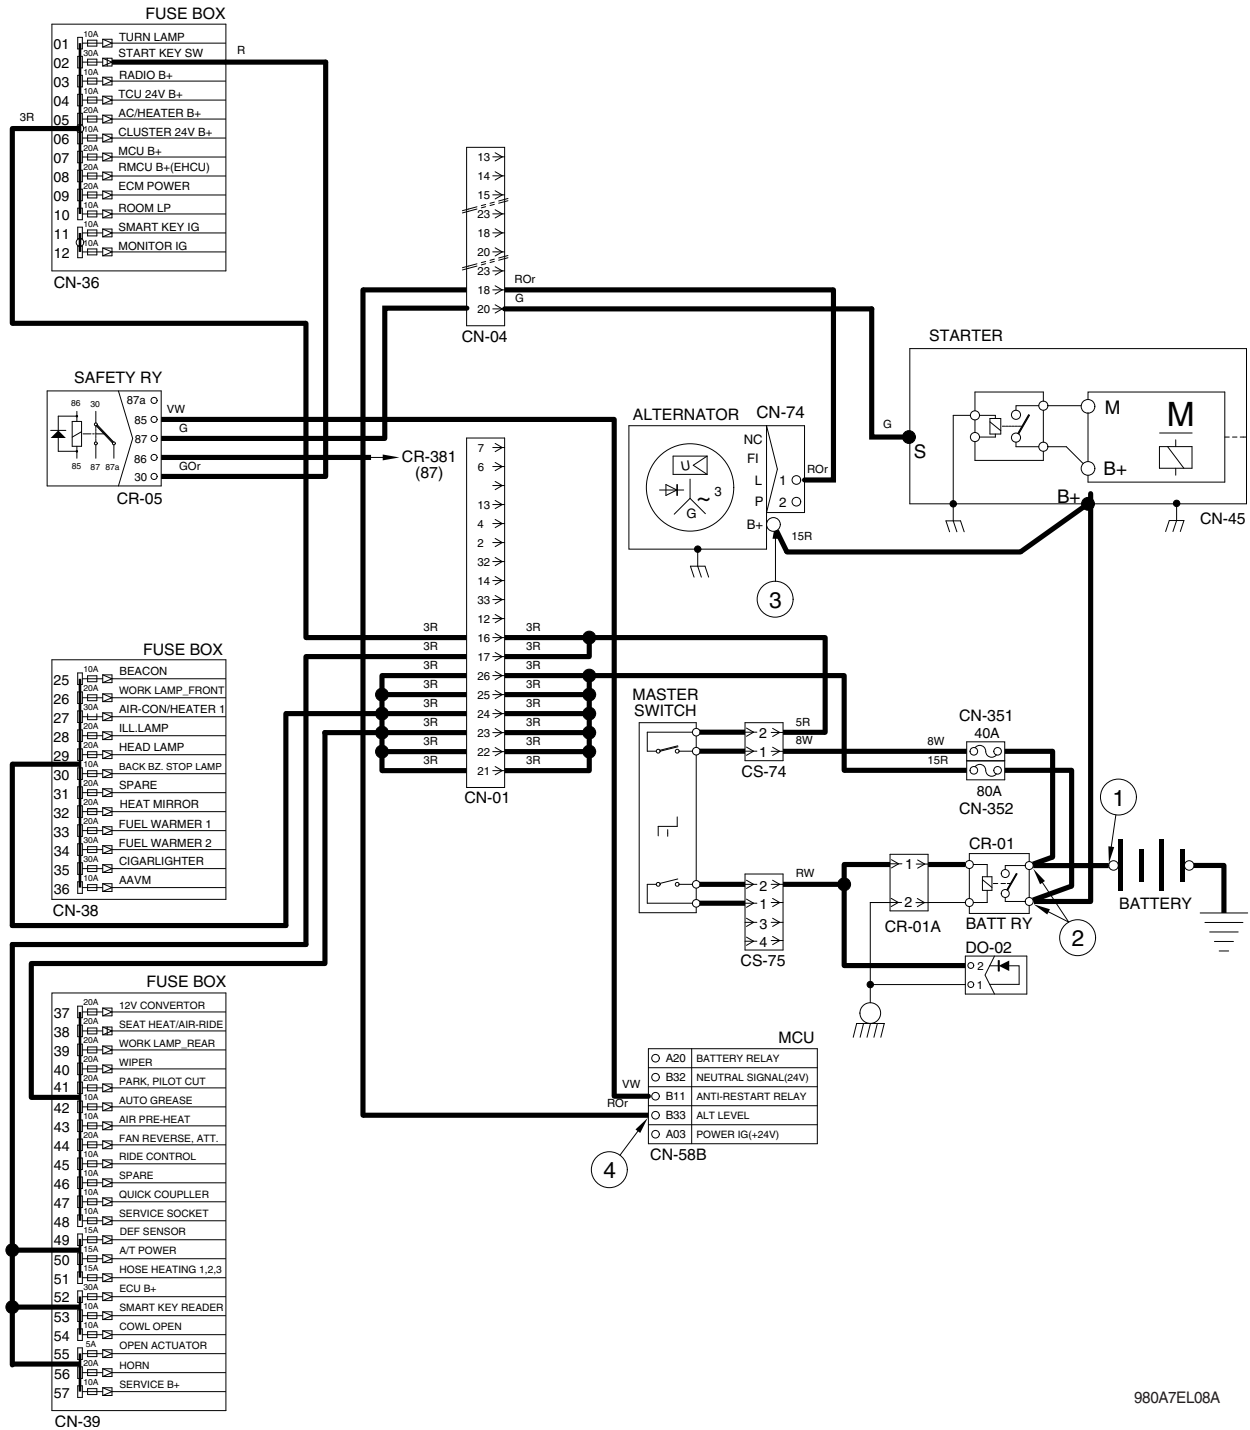 FUSE BOX
01 10A TURN LAMP
02 30A START KEY SW
R
03 10A RADIO B+
04 10A TCU 24V B+
05 20A AC/HEATER B+
3R
06 10A CLUSTER 24V B+
07 20A MCU B+
08 20A RMCU B+(EHCU)
09 20A ECM POWER
10 10A ROOM LP
11 10A SMART KEY IG
12 10A MONITOR IG
CN-36
13
14
15
23
18
20
23
18 ROr
20 G
CN-04
SAFETY RY
86 30
85 87 87a
87a
85 VW
87 G
86
30 GOr
CR-05
CR-381
(87)
STARTER
M
M
B+
G
S
B+
CN-45
ALTERNATOR
CN-74
NC
FI
L 1 ROr
P 2
B+
15R
U
3
G
3
7
6
13
4
2
32
14
33
12
3R 16 3R
3R 17 3R
3R 26 3R
3R 25 3R
3R 24 3R
3R 23 3R
3R 22 3R
3R 21 3R
CN-01
FUSE BOX
25 10A BEACON
26 20A WORK LAMP_FRONT
27 30A AIR-CON/HEATER 1
28 20A ILL.LAMP
29 20A HEAD LAMP
30 10A BACK BZ. STOP LAMP
31 20A SPARE
32 20A HEAT MIRROR
33 20A FUEL WARMER 1
34 30A FUEL WARMER 2
35 30A CIGARLIGHTER
36 10A AAVM
CN-38
MASTER
SWITCH
2 5R
1 8W
CS-74
CN-351
40A
8W
15R
80A
CN-352
1
CR-01
BATT RY
BATTERY
2
2 RW
1
3
4
CS-75
1
2
CR-01A
DO-02
2
1
FUSE BOX
37 20A 12V CONVERTOR
38 20A SEAT HEAT/AIR-RIDE
39 20A WORK LAMP_REAR
40 20A WIPER
41 20A PARK, PILOT CUT
42 10A AUTO GREASE
43 10A AIR PRE-HEAT
44 20A FAN REVERSE, ATT.
45 10A RIDE CONTROL
46 10A SPARE
47 10A QUICK COUPLLER
48 10A SERVICE SOCKET
49 15A DEF SENSOR
50 15A A/T POWER
51 15A HOSE HEATING 1,2,3
52 30A ECU B+
53 10A SMART KEY READER
54 10A COWL OPEN
55 5A OPEN ACTUATOR
56 20A HORN
57 10A SERVICE B+
CN-39
MCU
A20 BATTERY RELAY
B32 NEUTRAL SIGNAL(24V)
VW B11 ANTI-RESTART RELAY
ROr B33 ALT LEVEL
A03 POWER IG(+24V)
CN-58B
4
980A7EL08A